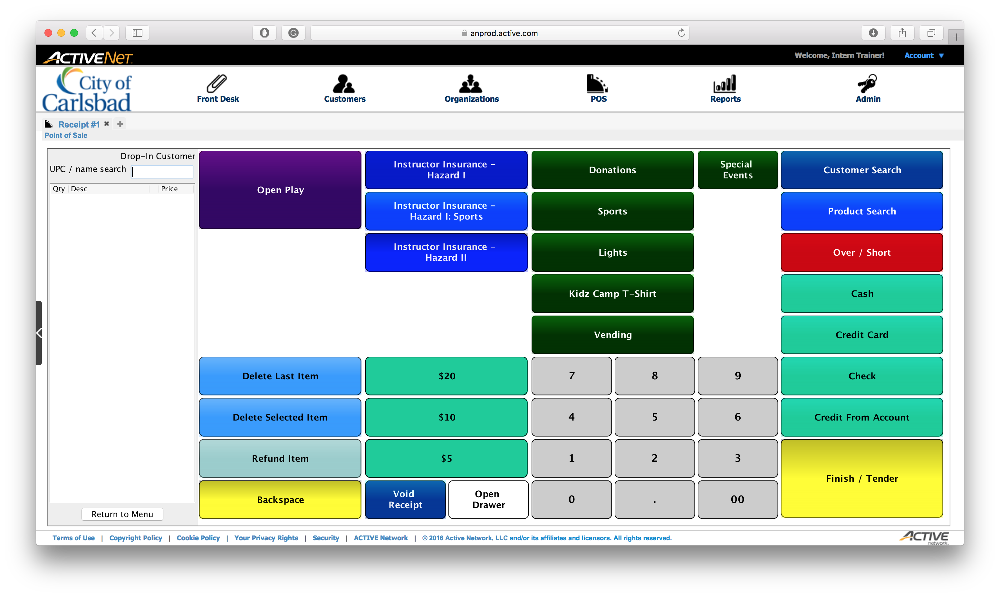 anprod.active.com
ACTIVENet
Welcome, Intern Trainer!
Account
City of
Carlsbad
Front Desk
Customers
Organizations
POS
Reports
Admin
Receipt #1
Point of Sale
Drop-In Customer
UPC / name search
Qty Desc Price
Open Play
Instructor Insurance -
Hazard I
Donations
Special
Events
Customer Search
Instructor Insurance -
Hazard I: Sports
Sports
Product Search
Instructor Insurance -
Hazard II
Lights
Over / Short
Kidz Camp T-Shirt
Cash
Vending
Credit Card
Delete Last Item
$20
7
8
9
Check
Delete Selected Item
$10
4
5
6
Credit From Account
Refund Item
$5
1
2
3
Finish / Tender
Backspace
Void
Receipt
Open
Drawer
0
.
00
Return to Menu
Terms of Use | Copyright Policy | Cookie Policy | Your Privacy Rights | Security | ACTIVE Network | © 2016 Active Network, LLC and/or its affiliates and licensors. All rights reserved.
ACTIVE
network.